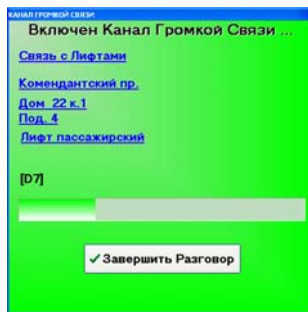 КАНАЛ ГРОМКОЙ СВЯЗИ
Включен Канал Громкой Связи ...
Связь с Лифтами
Комендантский пр.
Дом 22 к.1
Под. 4
Лифт пассажирский
[D7]
Завершить Разговор